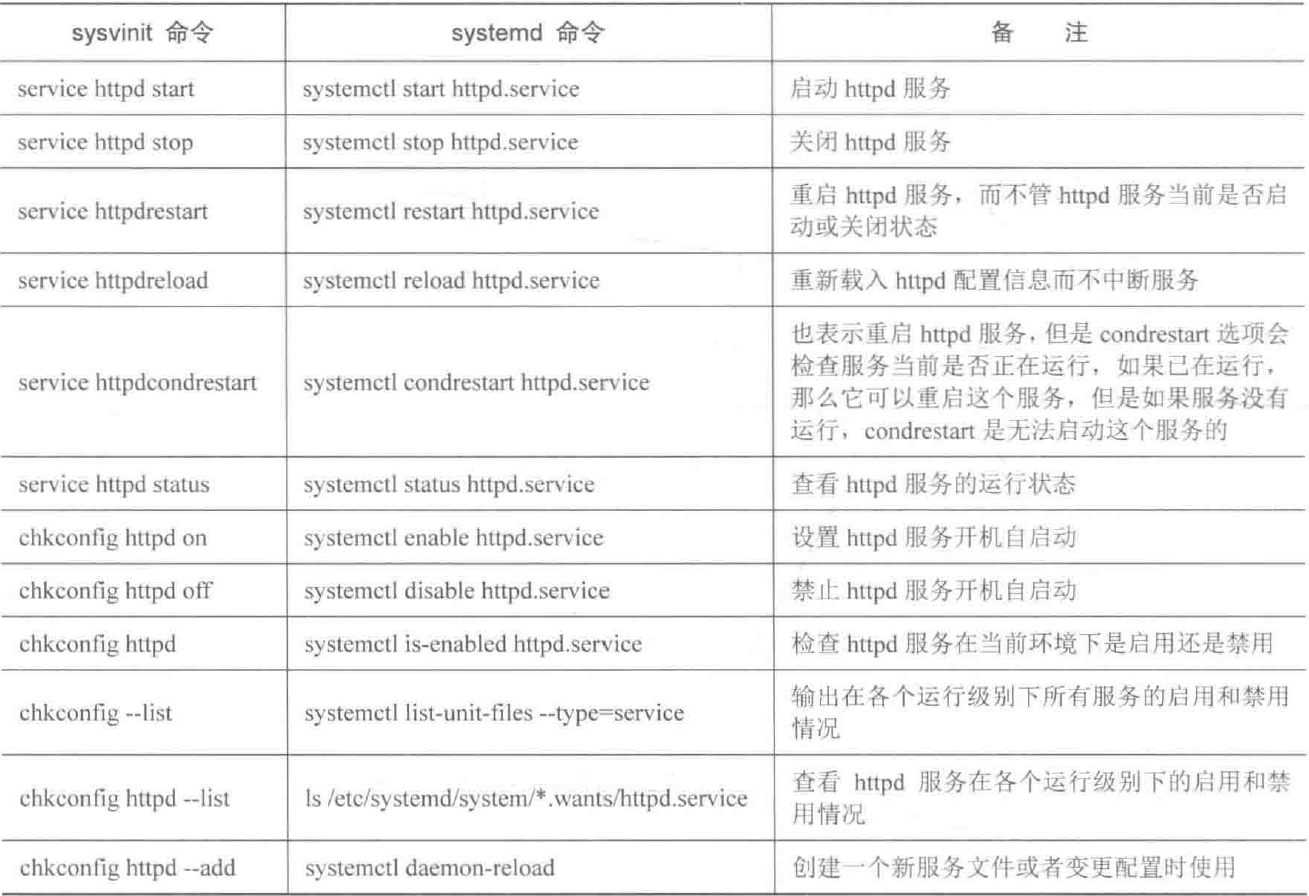 sysvinit 命令 systemd 命令 备 注
service httpd start systemctl start httpd.service 启动 httpd 服务
service httpd stop systemctl stop httpd.service 关闭 httpd 服务
service httpdrestart systemctl restart httpd.service 重启 httpd 服务，而不管 httpd 服务当前是否启
动或关闭状态
service httpdreload systemctl reload httpd.service 重新载入 httpd 配置信息而不中断服务
service httpdcondrestart systemctl condrestart httpd.service 也表示重启 httpd 服务，但是 condrestart 选项会
检查服务当前是否正在运行，如果已在运行，
那么它可以重启这个服务，但是如果服务没有
运行，condrestart 是无法启动这个服务的
service httpd status systemctl status httpd.service 查看 httpd 服务的运行状态
chkconfig httpd on systemctl enable httpd.service 设置 httpd 服务开机自启动
chkconfig httpd off systemctl disable httpd.service 禁止 httpd 服务开机自启动
chkconfig httpd systemctl is-enabled httpd.service 检查 httpd 服务在当前环境下是启用还是禁用
chkconfig --list systemctl list-unit-files --type=service 输出在各个运行级别下所有服务的启用和禁用
情况
chkconfig httpd --list ls /etc/systemd/system/*.wants/httpd.service 查看 httpd 服务在各个运行级别下的启用和禁
用情况
chkconfig httpd --add systemctl daemon-reload 创建一个新服务文件或者变更配置时使用